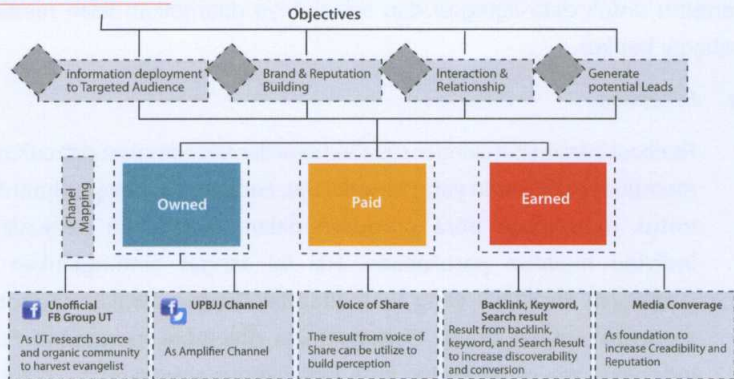 Objectives
Information deployment
to Targeted Audience
Brand & Reputation
Building
Interaction &
Relationship
Generate
potential Leads
Chanel
Mapping
Owned
Paid
Earned
Unofficial
FB Group UT
As UT research source
and organic community
to harvest evangelist
UPBJJ Channel
As Amplifier Channel
Voice of Share
The result from voice of
Share can be utilize to
build perception
Backlink, Keyword,
Search result
Result from backlink,
keyword, and Search Result
to increase discoverability
and conversion
Media Converage
As foundation to
increase Creadibility and
Reputation